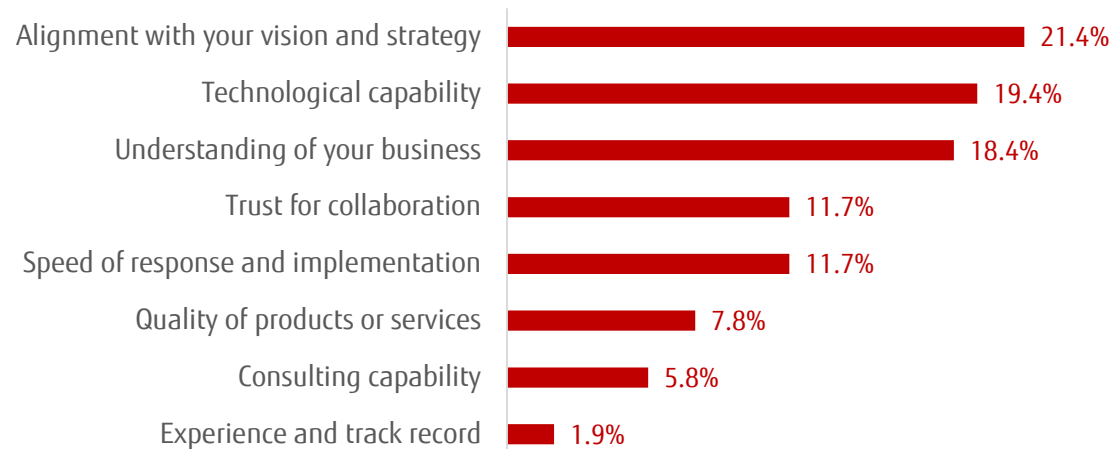 Alignment with your vision and strategy 21.4%
Technological capability 19.4%
Understanding of your business 18.4%
Trust for collaboration 11.7%
Speed of response and implementation 11.7%
Quality of products or services 7.8%
Consulting capability 5.8%
Experience and track record 1.9%